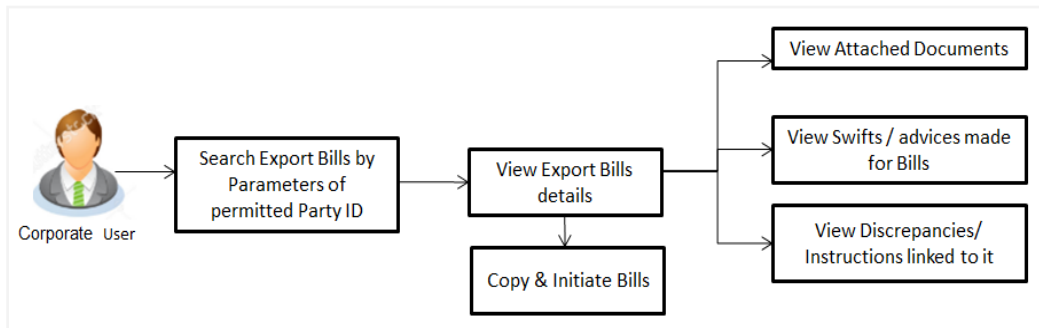 Corporate User
Search Export Bills by
Parameters of
permitted Party ID
View Export Bills
details
Copy & Initiate Bills
View Attached Documents
View Swifts / advices made
for Bills
View Discrepancies/
Instructions linked to it